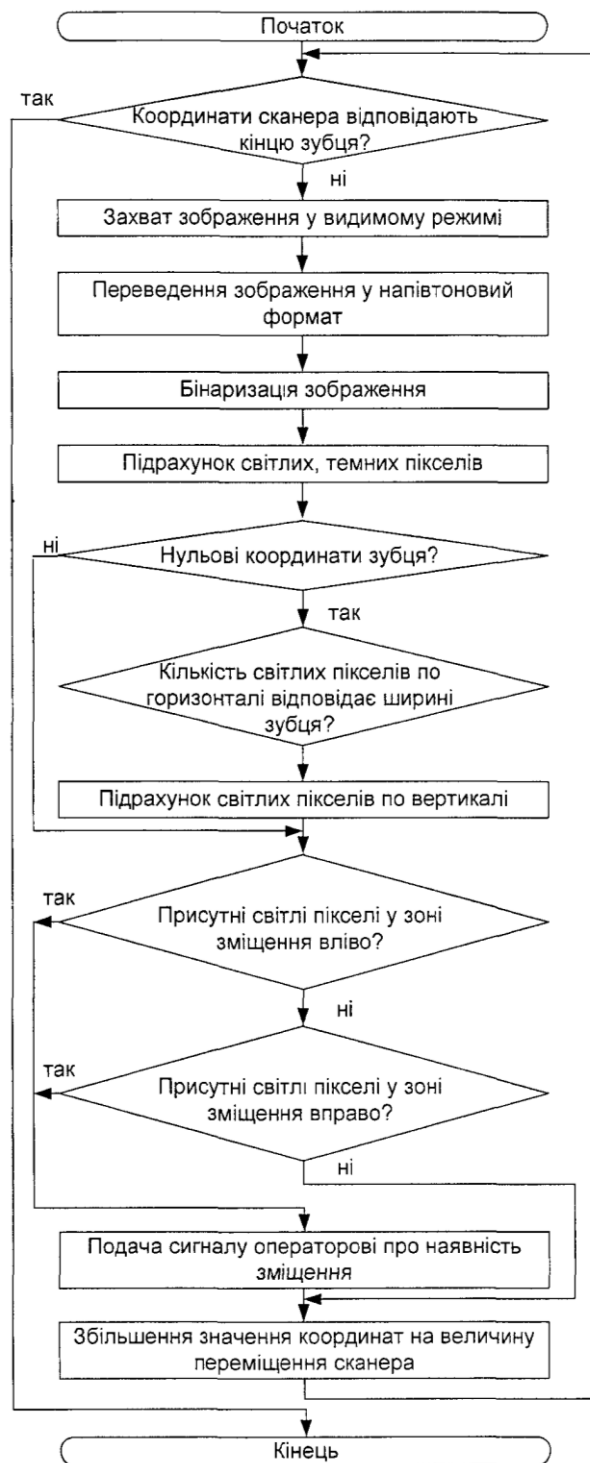 Початок
так
Координати сканера відповідають
кінцю зубця?
ні
Захват зображення у видимому режимі
Переведення зображення у напівтоновий
формат
Бінаризація зображення
Підрахунок світлих, темних пікселів
ні
Нульові координати зубця?
так
Кількість світлих пікселів по
горизонталі відповідає ширині
зубця?
Підрахунок світлих пікселів по вертикалі
так
Присутні світлі пікселі у зоні
зміщення вліво?
ні
так
Присутні світлі пікселі у зоні
зміщення вправо?
ні
Подача сигналу операторові про наявність
зміщення
Збільшення значення координат на величину
переміщення сканера
Кінець